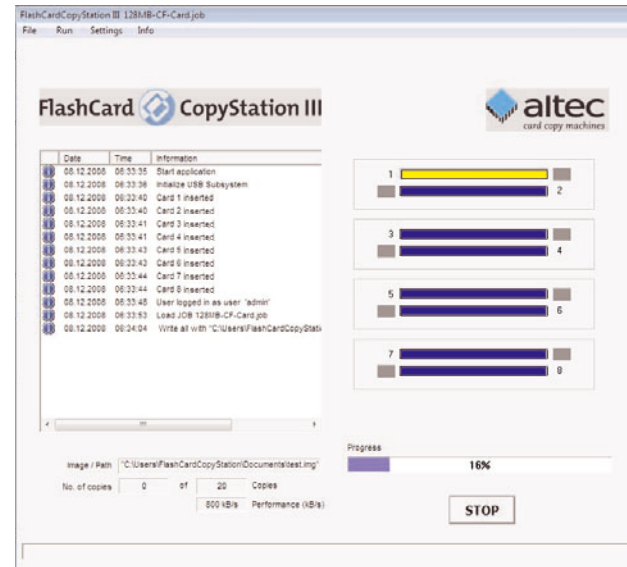 FlashCardCopyStation III 128MB-CF-Card.job
File Run Settings Info
FlashCard CopyStation III
altec
card copy machines
Date Time Information
08.12.2008 08:33:35 Start application
08.12.2008 08:33:36 Initialize USB Subsystem
08.12.2008 08:33:40 Card 1 inserted
08.12.2008 08:33:40 Card 2 inserted
08.12.2008 08:33:41 Card 3 inserted
08.12.2008 08:33:41 Card 4 inserted
08.12.2008 08:33:43 Card 5 inserted
08.12.2008 08:33:43 Card 6 inserted
08.12.2008 08:33:44 Card 7 inserted
08.12.2008 08:33:44 Card 8 inserted
08.12.2008 08:33:48 User logged in as user 'admin'
08.12.2008 08:33:53 Load JOB 128MB-CF-Card.job
08.12.2008 08:34:04 Write all with "C:\Users\FlashCardCopyStati
1
2
3
4
5
6
7
8
Progress
16%
Image / Path "C:\Users\FlashCardCopyStation\Documents\test.img"
No. of copies 0 of 20 Copies
800 kB/s Performance (kB/s)
STOP